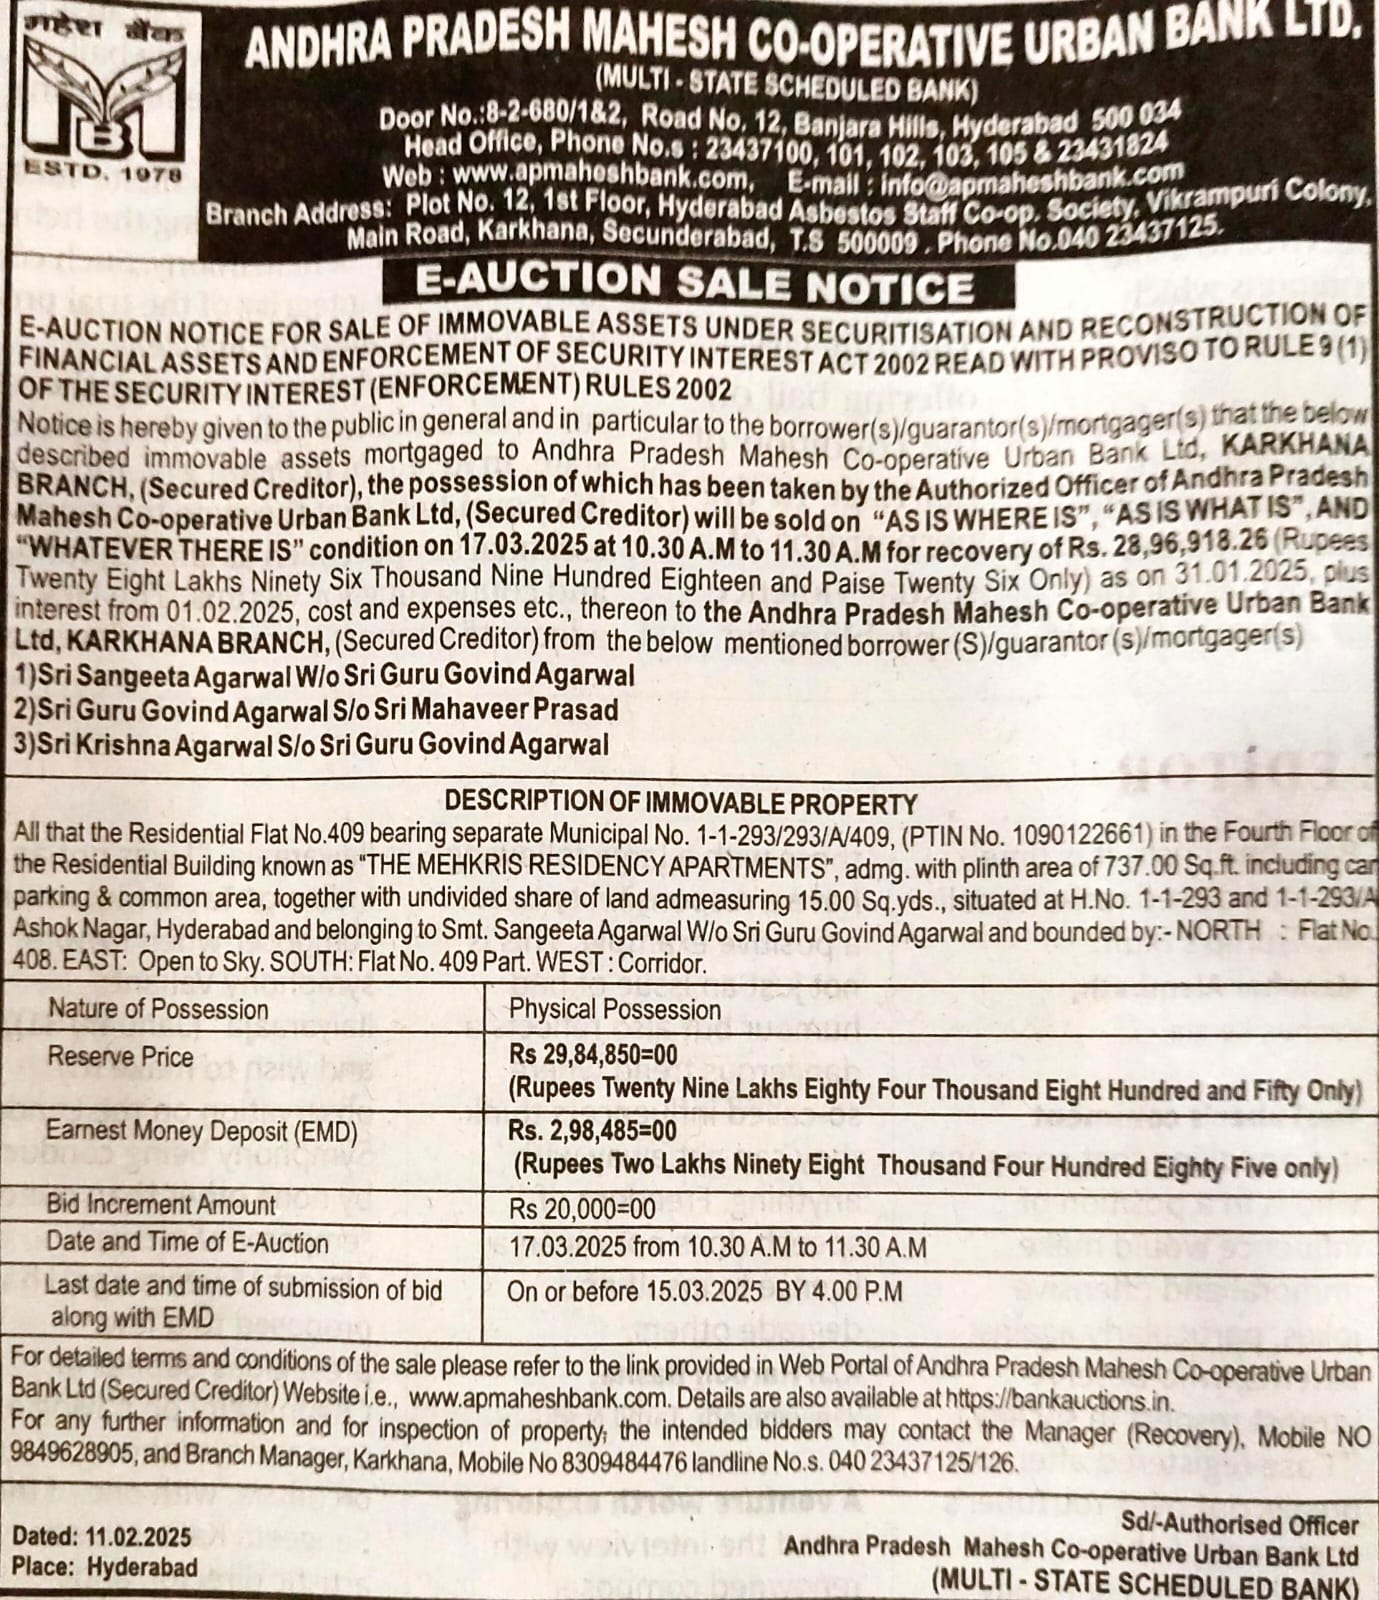 महेश बैंक
MBI
ESTD. 1978
ANDHRA PRADESH MAHESH CO-OPERATIVE URBAN BANK LTD.
(MULTI - STATE SCHEDULED BANK)
Door No.:8-2-680/1&2, Road No. 12, Banjara Hills, Hyderabad 500 034
Head Office, Phone No.s : 23437100, 101, 102, 103, 105 & 23431824
Web : www.apmaheshbank.com, E-mail : info@apmaheshbank.com
Branch Address: Plot No. 12, 1st Floor, Hyderabad Asbestos Staff Co-op. Society, Vikrampuri Colony,
Main Road, Karkhana, Secunderabad, T.S 500009 . Phone No.040 23437125.
E-AUCTION SALE NOTICE
E-AUCTION NOTICE FOR SALE OF IMMOVABLE ASSETS UNDER SECURITISATION AND RECONSTRUCTION OF
FINANCIAL ASSETS AND ENFORCEMENT OF SECURITY INTEREST ACT 2002 READ WITH PROVISO TO RULE 9 (1)
OF THE SECURITY INTEREST (ENFORCEMENT) RULES 2002
Notice is hereby given to the public in general and in particular to the borrower(s)/guarantor(s)/mortgager(s) that the below
described immovable assets mortgaged to Andhra Pradesh Mahesh Co-operative Urban Bank Ltd, KARKHANA
BRANCH, (Secured Creditor), the possession of which has been taken by the Authorized Officer of Andhra Pradesh
Mahesh Co-operative Urban Bank Ltd, (Secured Creditor) will be sold on "AS IS WHERE IS", "AS IS WHAT IS", AND
"WHATEVER THERE IS" condition on 17.03.2025 at 10.30 A.M to 11.30 A.M for recovery of Rs. 28,96,918.26 (Rupees
Twenty Eight Lakhs Ninety Six Thousand Nine Hundred Eighteen and Paise Twenty Six Only) as on 31.01.2025, plus
interest from 01.02.2025, cost and expenses etc., thereon to the Andhra Pradesh Mahesh Co-operative Urban Bank
Ltd, KARKHANA BRANCH, (Secured Creditor) from the below mentioned borrower (S)/guarantor (s)/mortgager(s)
1)Sri Sangeeta Agarwal W/o Sri Guru Govind Agarwal
2)Sri Guru Govind Agarwal S/o Sri Mahaveer Prasad
3)Sri Krishna Agarwal S/o Sri Guru Govind Agarwal
DESCRIPTION OF IMMOVABLE PROPERTY
All that the Residential Flat No.409 bearing separate Municipal No. 1-1-293/293/A/409, (PTIN No. 1090122661) in the Fourth Floor of
the Residential Building known as "THE MEHKRIS RESIDENCY APARTMENTS", admg. with plinth area of 737.00 Sq.ft. including car
parking & common area, together with undivided share of land admeasuring 15.00 Sq.yds., situated at H.No. 1-1-293 and 1-1-293/A
Ashok Nagar, Hyderabad and belonging to Smt. Sangeeta Agarwal W/o Sri Guru Govind Agarwal and bounded by:- NORTH : Flat No.
408. EAST: Open to Sky. SOUTH: Flat No. 409 Part. WEST : Corridor.
Nature of Possession Physical Possession
Reserve Price Rs 29,84,850=00
(Rupees Twenty Nine Lakhs Eighty Four Thousand Eight Hundred and Fifty Only)
Earnest Money Deposit (EMD) Rs. 2,98,485=00
(Rupees Two Lakhs Ninety Eight Thousand Four Hundred Eighty Five only)
Bid Increment Amount Rs 20,000=00
Date and Time of E-Auction 17.03.2025 from 10.30 A.M to 11.30 A.M
Last date and time of submission of bid On or before 15.03.2025 BY 4.00 P.M
along with EMD
For detailed terms and conditions of the sale please refer to the link provided in Web Portal of Andhra Pradesh Mahesh Co-operative Urban
Bank Ltd (Secured Creditor) Website i.e., www.apmaheshbank.com. Details are also available at https://bankauctions.in.
For any further information and for inspection of property, the intended bidders may contact the Manager (Recovery), Mobile NO
9849628905, and Branch Manager, Karkhana, Mobile No 8309484476 landline No.s. 040 23437125/126.
Sd/-Authorised Officer
Dated: 11.02.2025 Andhra Pradesh Mahesh Co-operative Urban Bank Ltd
Place: Hyderabad (MULTI - STATE SCHEDULED BANK)